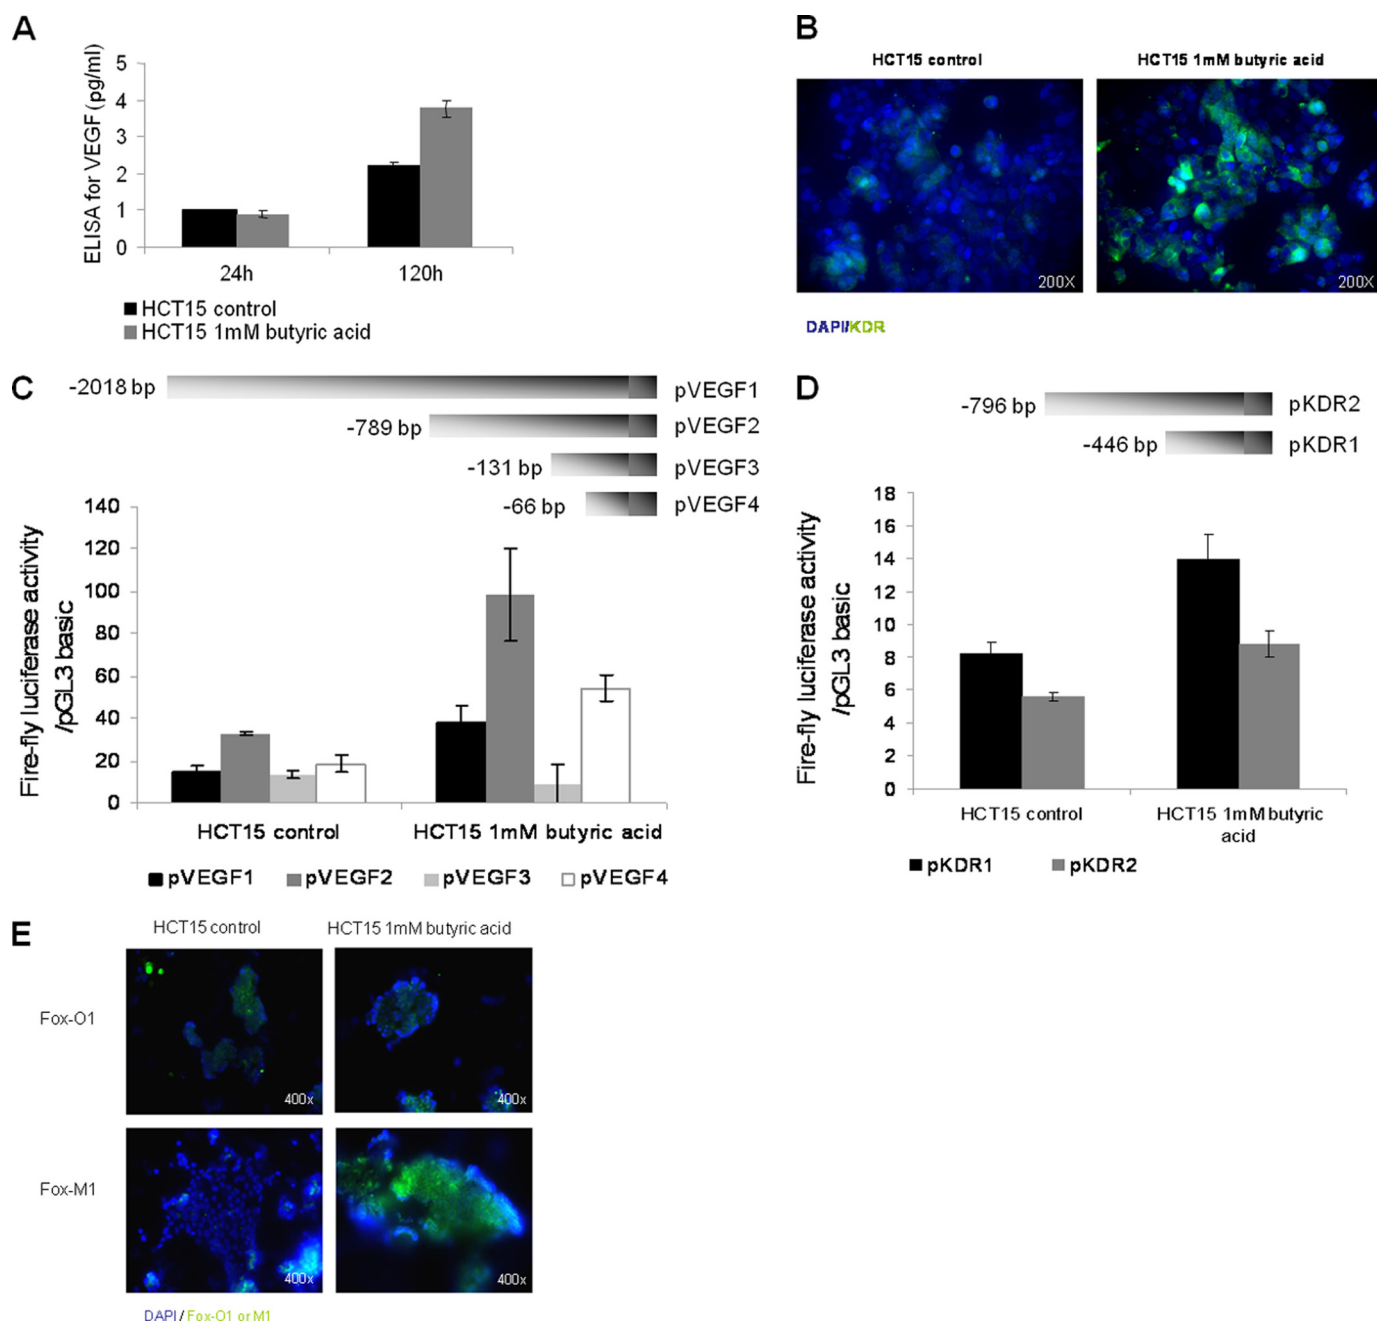 A
ELISA for VEGF (pg/ml)
5
4
3
2
1
0
24h
120h
HCT15 control
HCT15 1mM butyric acid
B
HCT15 control
HCT15 1mM butyric acid
200X
200X
DAPI/KDR
C
-2018 bp
pVEGF1
-789 bp
pVEGF2
-131 bp
pVEGF3
-66 bp
pVEGF4
Fire-fly luciferase activity
/pGL3 basic
140
120
100
80
60
40
20
0
HCT15 control
HCT15 1mM butyric acid
pVEGF1
pVEGF2
pVEGF3
pVEGF4
D
-796 bp
pKDR2
-446 bp
pKDR1
Fire-fly luciferase activity
/pGL3 basic
18
16
14
12
10
8
6
4
2
0
HCT15 control
HCT15 1mM butyric
acid
pKDR1
pKDR2
E
HCT15 control
HCT15 1mM butyric acid
Fox-O1
400x
400x
Fox-M1
400x
400x
DAPI/Fox-O1 or M1